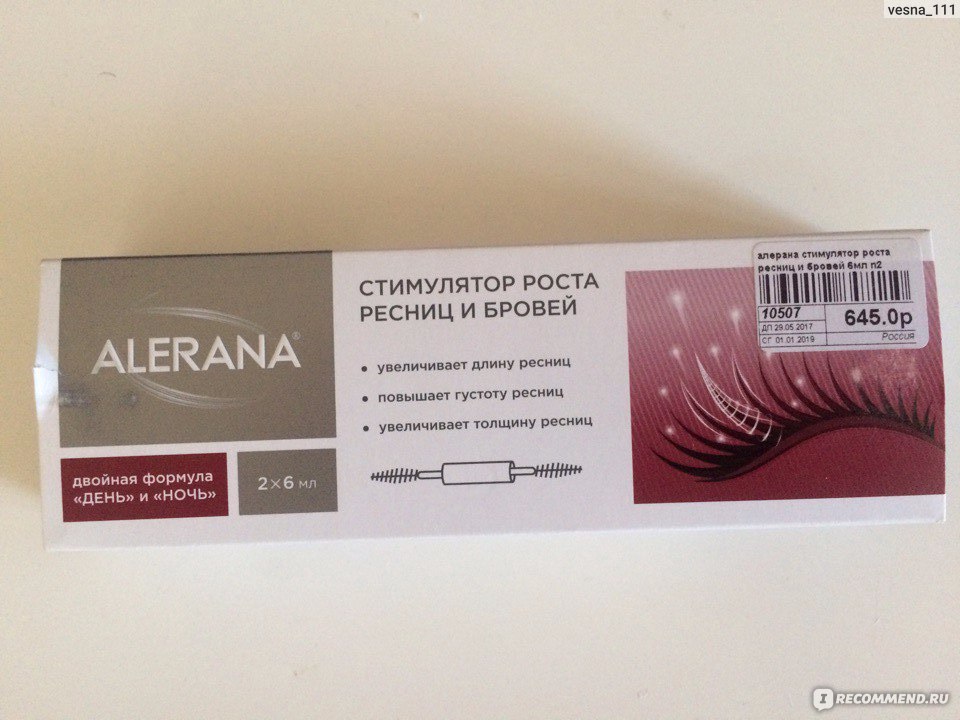 vesna_111
алерана стимулятор роста
ресниц и бровей 6мл n2
10507
645.0р
ДП 29.05 2017
СГ 01.01 2019
Россия
ALERANA®
СТИМУЛЯТОР РОСТА
РЕСНИЦ И БРОВЕЙ
• увеличивает длину ресниц
• повышает густоту ресниц
• увеличивает толщину ресниц
двойная формула
«ДЕНЬ» и «НОЧЬ»
2×6 мл
I RECOMMEND.RU